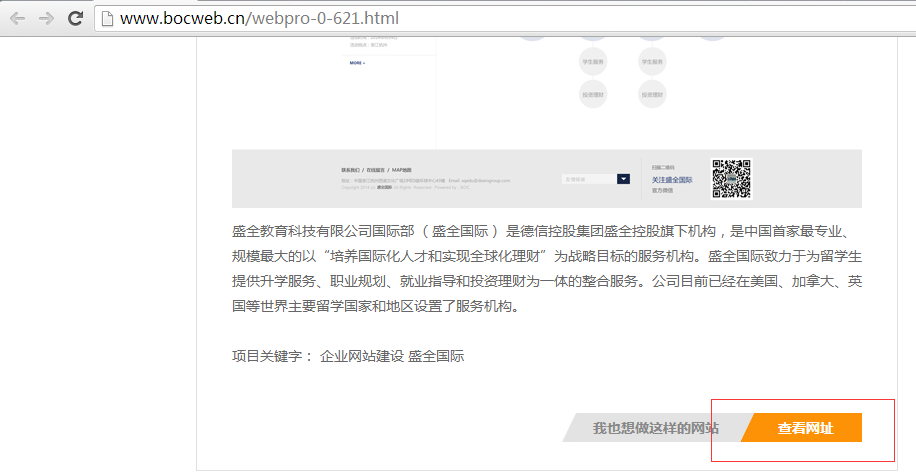 www.bocweb.cn/webpro-0-621.html
学生服务 学生服务
MORE +
投资理财 投资理财
联系我们 / 在线留言 / MAP地图
扫描二维码
友情链接
关注盛全国际
官方微信
盛全教育科技有限公司国际部（盛全国际）是德信控股集团盛全控股旗下机构，是中国首家最专业、
规模最大的以“培养国际化人才和实现全球化理财”为战略目标的服务机构。盛全国际致力于为留学生
提供升学服务、职业规划、就业指导和投资理财为一体的整合服务。公司目前已经在美国、加拿大、英
国等世界主要留学国家和地区设置了服务机构。
项目关键字： 企业网站建设 盛全国际
我也想做这样的网站 查看网址